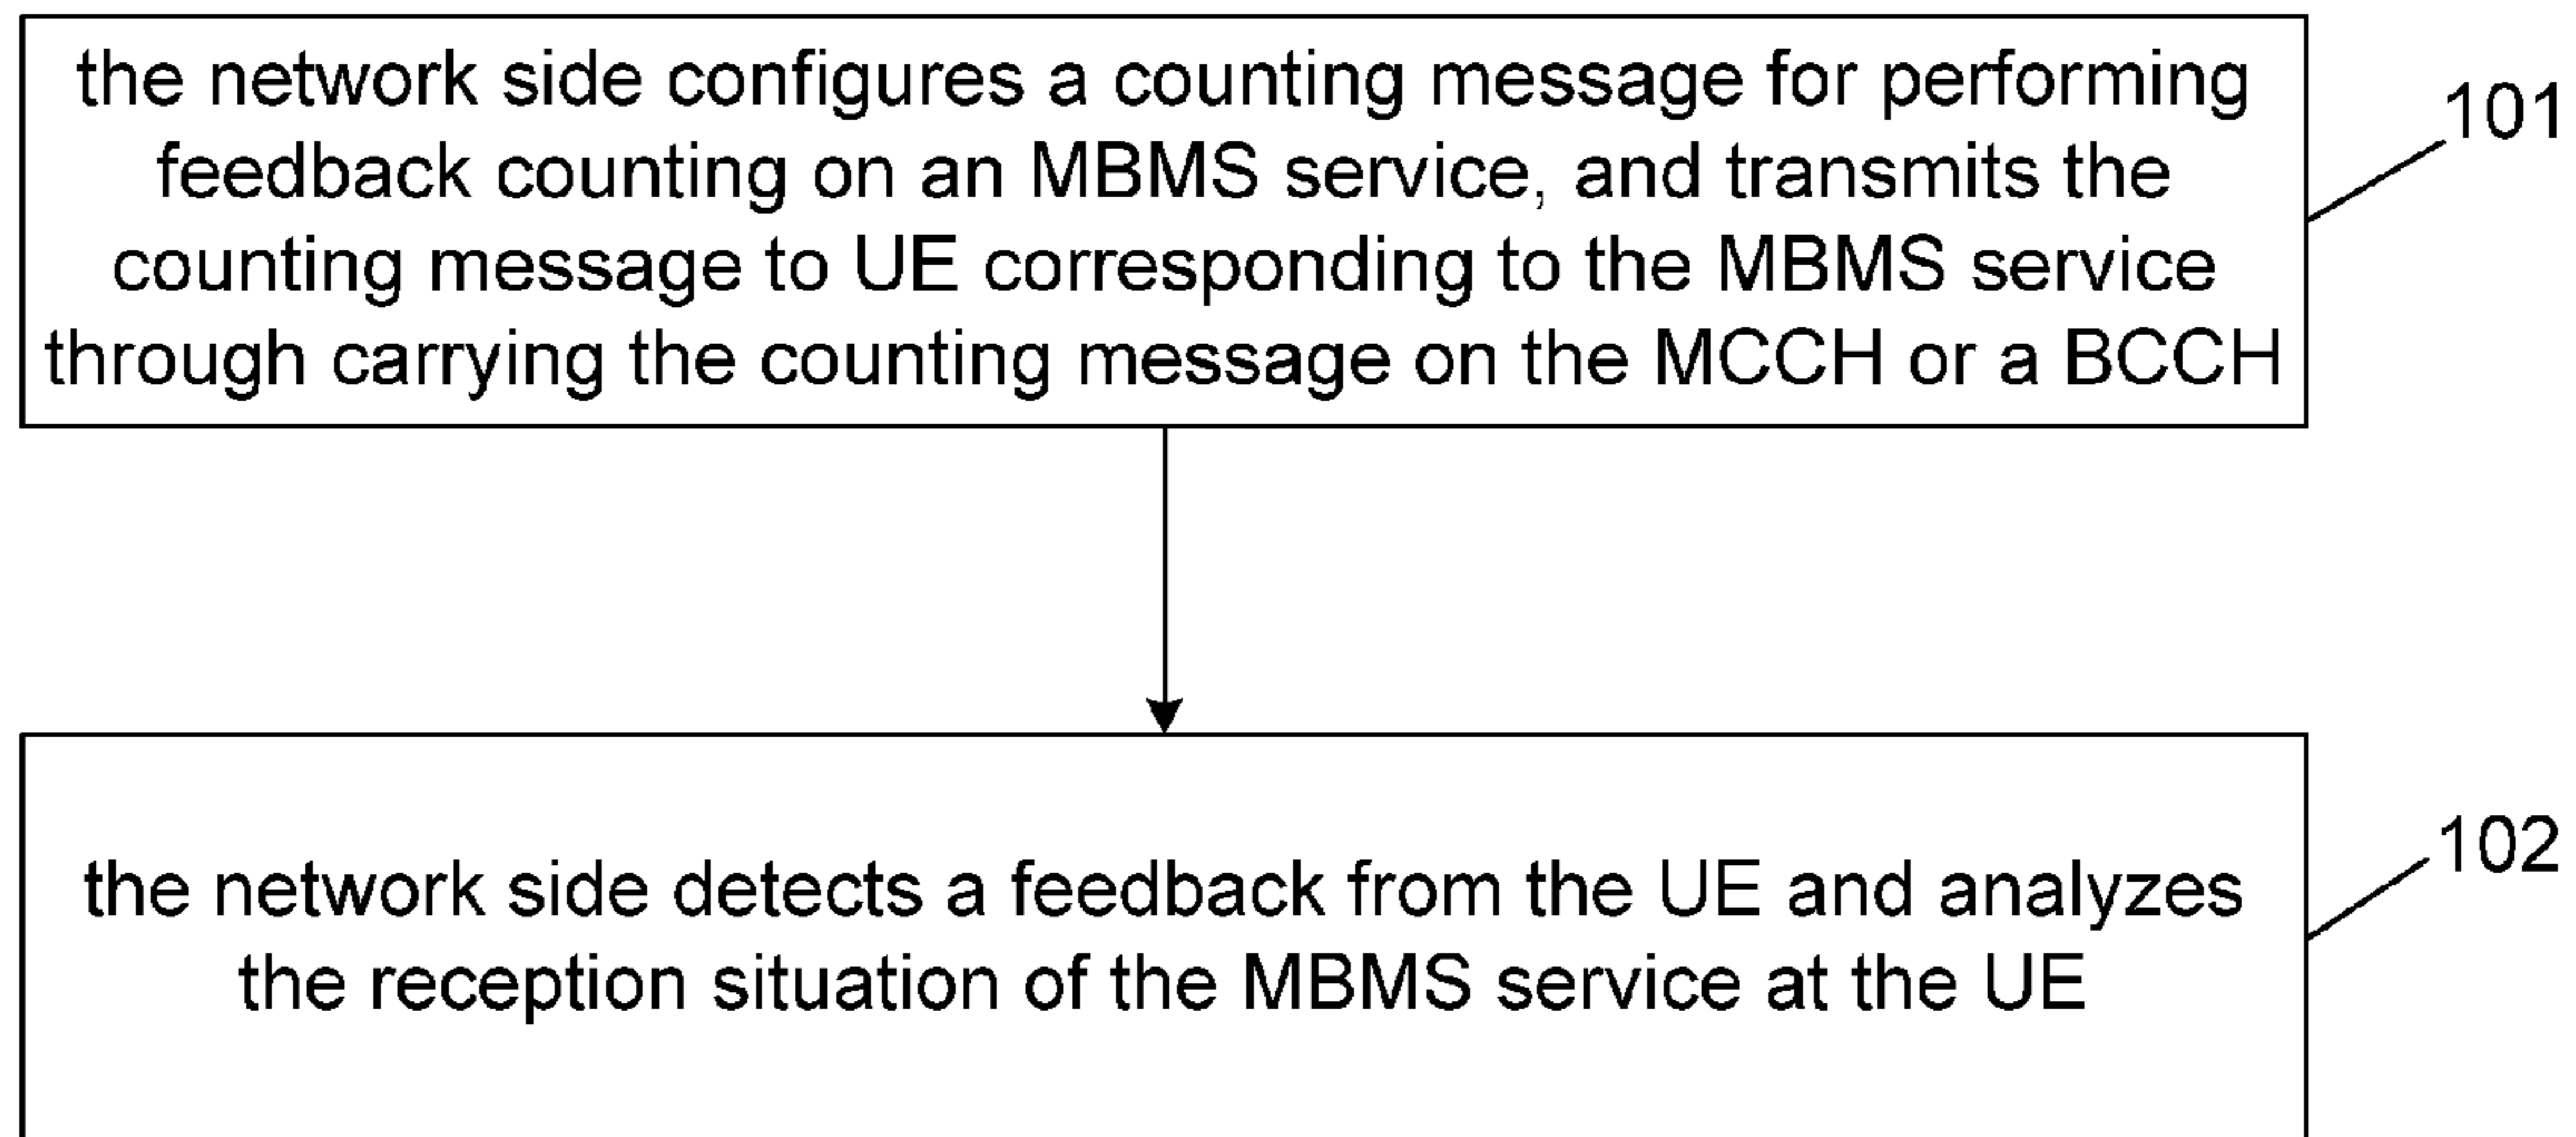 the network side configures a counting message for performing
feedback counting on an MBMS service, and transmits the
counting message to UE corresponding to the MBMS service
through carrying the counting message on the MCCH or a BCCH
101
the network side detects a feedback from the UE and analyzes
the reception situation of the MBMS service at the UE
102